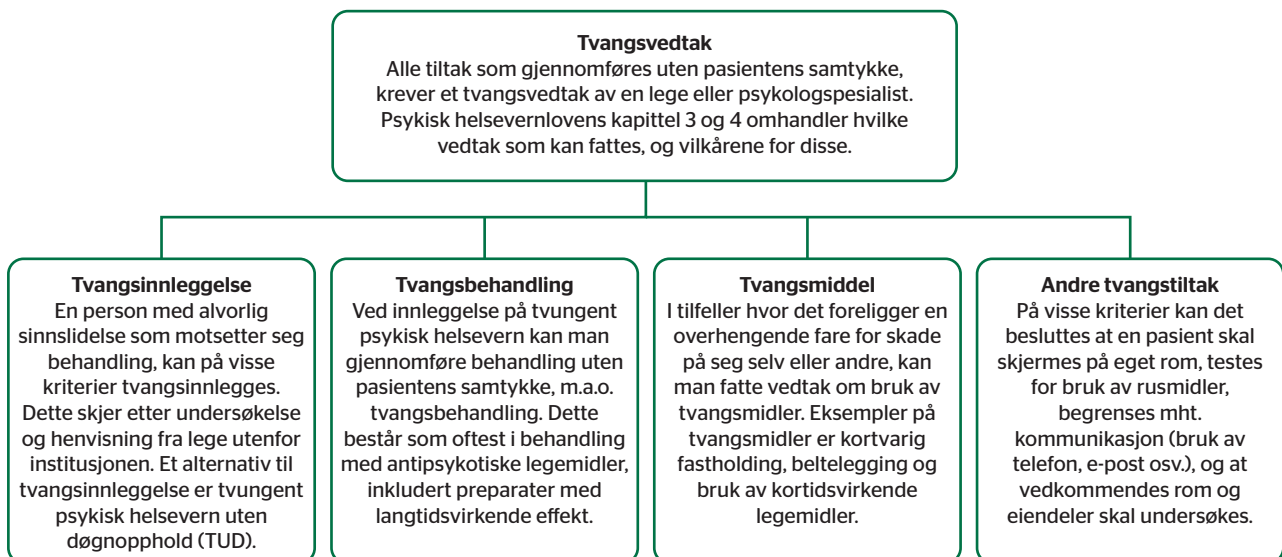 Tvangsvedtak
Alle tiltak som gjennomføres uten pasientens samtykke,
krever et tvangsvedtak av en lege eller psykologspesialist.
Psykisk helsevernlovens kapittel 3 og 4 omhandler hvilke
vedtak som kan fattes, og vilkårene for disse.
Tvangsinnleggelse
En person med alvorlig
sinnslidelse som motsetter seg
behandling, kan på visse
kriterier tvangsinnlegges.
Dette skjer etter undersøkelse
og henvisning fra lege utenfor
institusjonen. Et alternativ til
tvangsinnleggelse er tvungent
psykisk helsevern uten
døgnopphold (TUD).
Tvangsbehandling
Ved innleggelse på tvungent
psykisk helsevern kan man
gjennomføre behandling uten
pasientens samtykke, m.a.o.
tvangsbehandling. Dette
består som oftest i behandling
med antipsykotiske legemidler,
inkludert preparater med
langtidsvirkende effekt.
Tvangsmiddel
I tilfeller hvor det foreligger en
overhengende fare for skade
på seg selv eller andre, kan
man fatte vedtak om bruk av
tvangsmidler. Eksempler på
tvangsmidler er kortvarig
fastholding, beltelegging og
bruk av kortidsvirkende
legemidler.
Andre tvangstiltak
På visse kriterier kan det
besluttes at en pasient skal
skjermes på eget rom, testes
for bruk av rusmidler,
begrenses mht.
kommunikasjon (bruk av
telefon, e-post osv.), og at
vedkommendes rom og
eiendeler skal undersøkes.